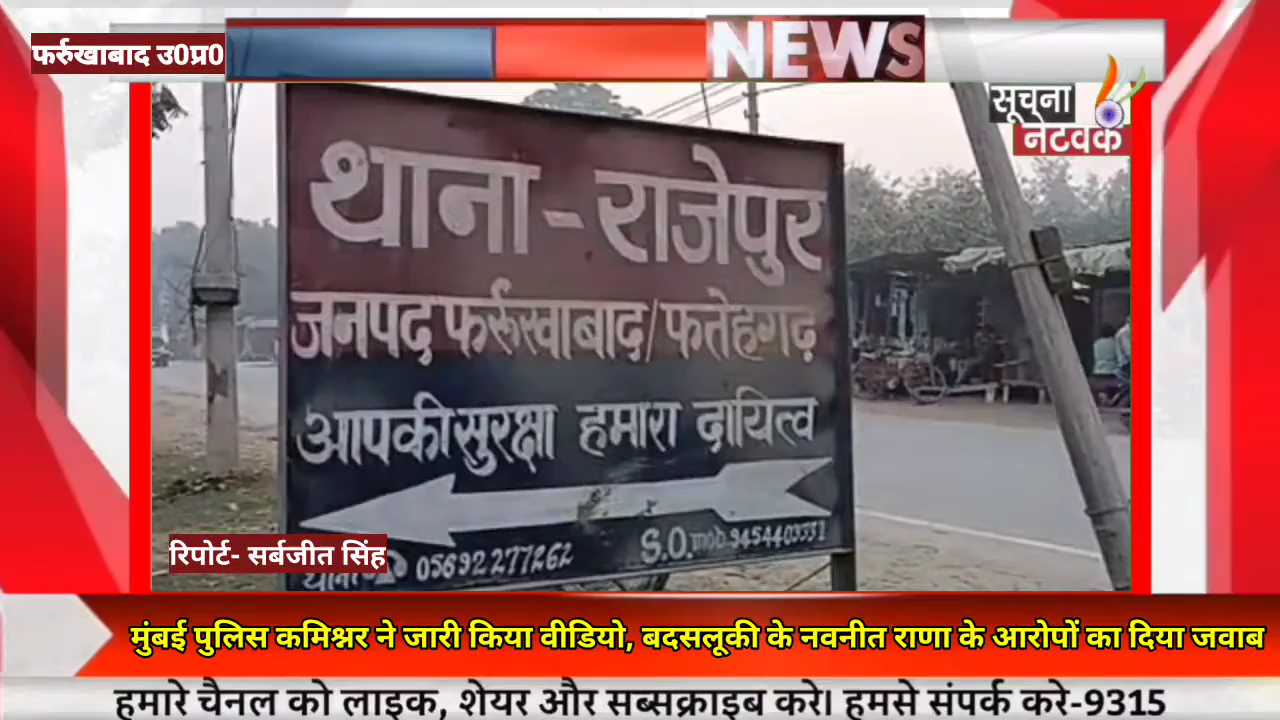 फर्रुखाबाद उ0प्र0
NEWS
सूचना
नेटवर्क
थाना - राजेपुर
जनपद फर्रूखाबाद/फतेहगढ़
आपकी सुरक्षा हमारा दायित्व
S.O. mob. 9454403331
थाना 05692277262
रिपोर्ट- सर्बजीत सिंह
मुंबई पुलिस कमिश्नर ने जारी किया वीडियो, बदसलूकी के नवनीत राणा के आरोपों का दिया जवाब
हमारे चैनल को लाइक, शेयर और सब्सक्राइब करे। हमसे संपर्क करे-9315